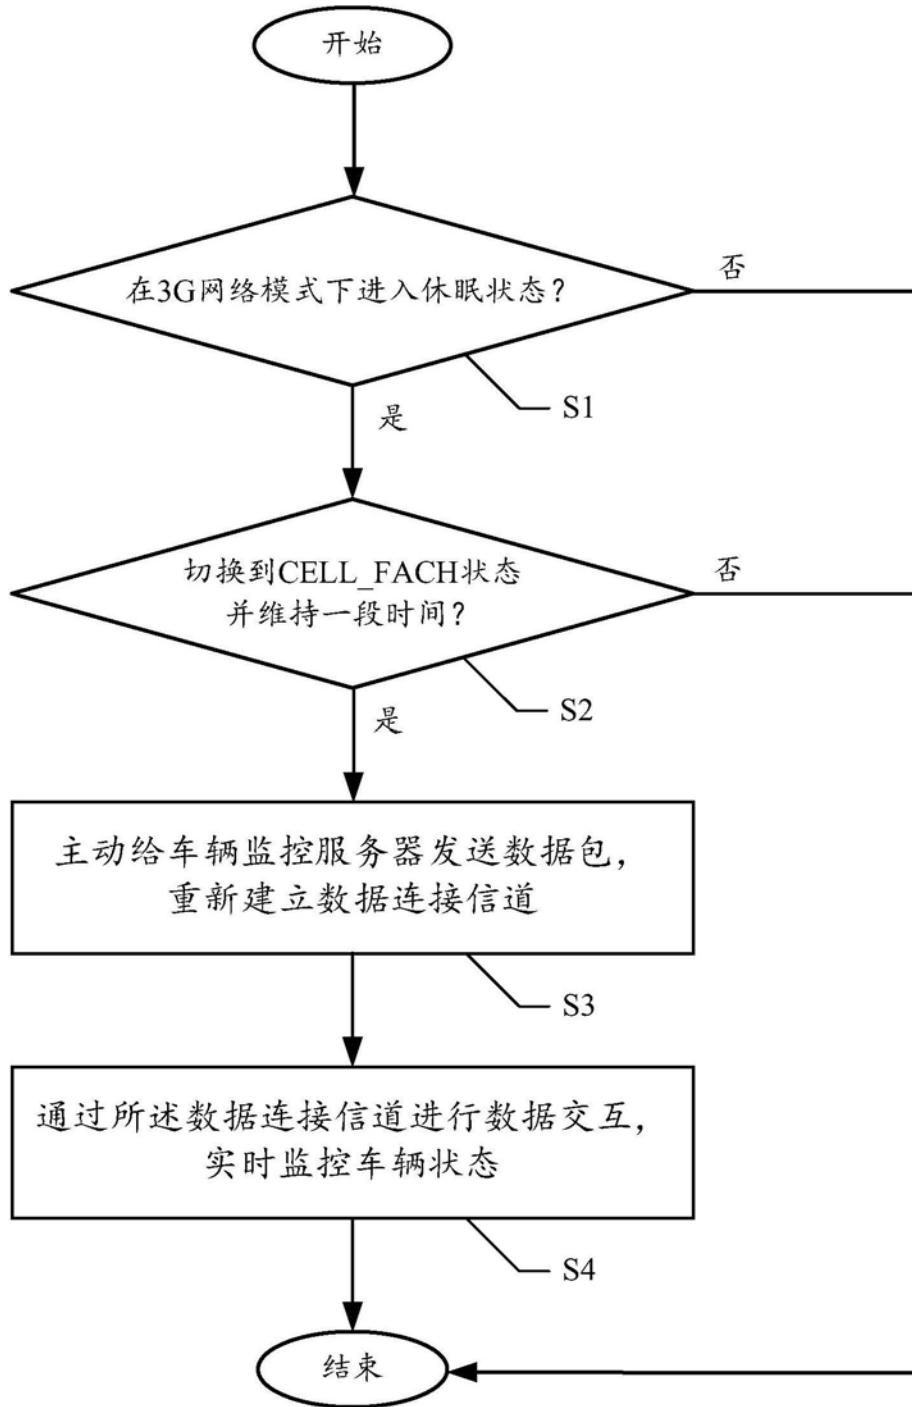 开始
在3G网络模式下进入休眠状态？
否
S1
是
切换到CELL_FACH状态
并维持一段时间？
否
S2
是
主动给车辆监控服务器发送数据包，
重新建立数据连接信道
S3
通过所述数据连接信道进行数据交互，
实时监控车辆状态
S4
结束